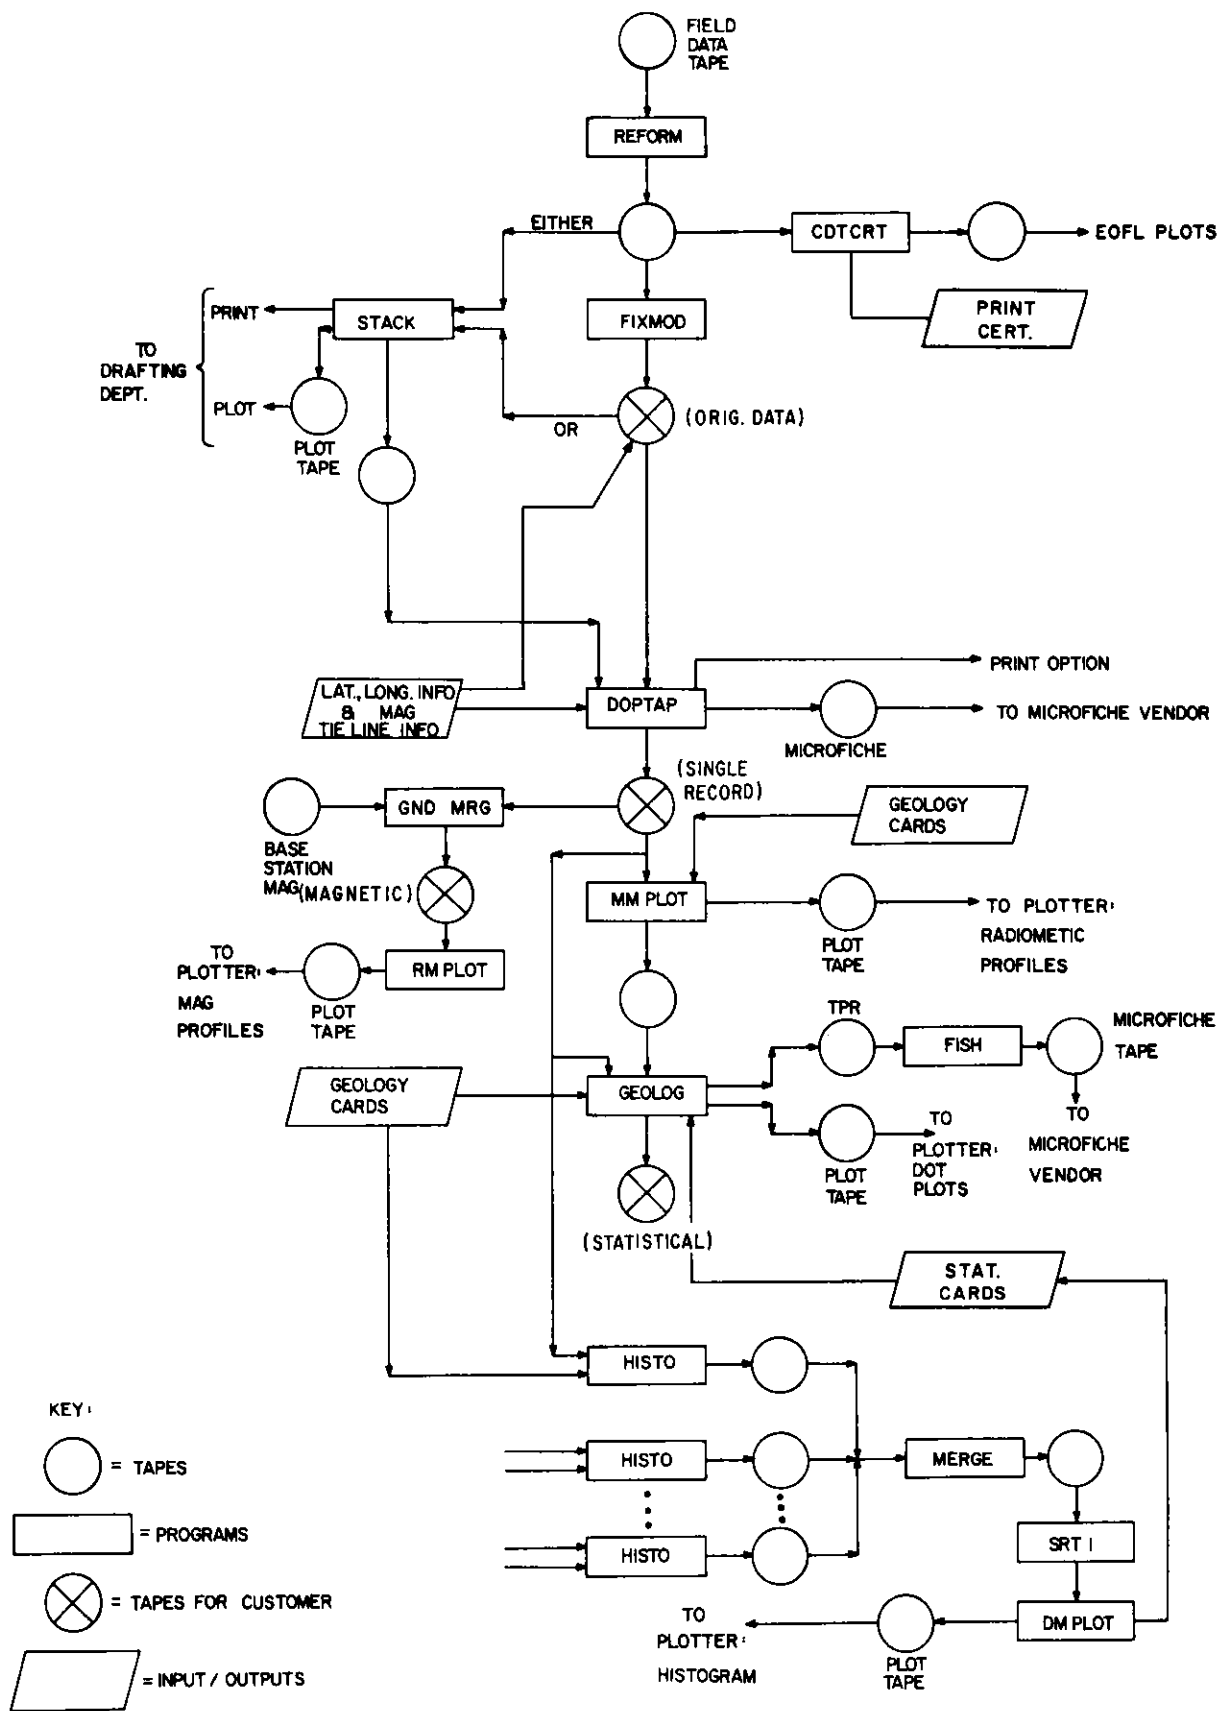 FIELD
DATA
TAPE
REFORM
EITHER
CDTCRT
EOFL PLOTS
PRINT
CERT.
PRINT
STACK
FIXMOD
TO
DRAFTING
DEPT.
PLOT
PLOT
TAPE
OR
(ORIG. DATA)
PRINT OPTION
LAT., LONG. INFO
& MAG
TIE LINE INFO
DOPTAP
TO MICROFICHE VENDOR
MICROFICHE
(SINGLE
RECORD)
GND MRG
GEOLOGY
CARDS
BASE
STATION
MAG
(MAGNETIC)
MM PLOT
TO PLOTTER:
RADIOMETIC
PROFILES
PLOT
TAPE
RM PLOT
TO
PLOTTER:
MAG
PROFILES
PLOT
TAPE
TPR
FISH
MICROFICHE
TAPE
GEOLOGY
CARDS
GEOLOG
TO
PLOTTER:
DOT
PLOTS
PLOT
TAPE
TO
MICROFICHE
VENDOR
(STATISTICAL)
STAT.
CARDS
HISTO
HISTO
MERGE
HISTO
SRT I
DM PLOT
TO
PLOTTER:
HISTOGRAM
PLOT
TAPE
KEY:
= TAPES
= PROGRAMS
= TAPES FOR CUSTOMER
= INPUT / OUTPUTS